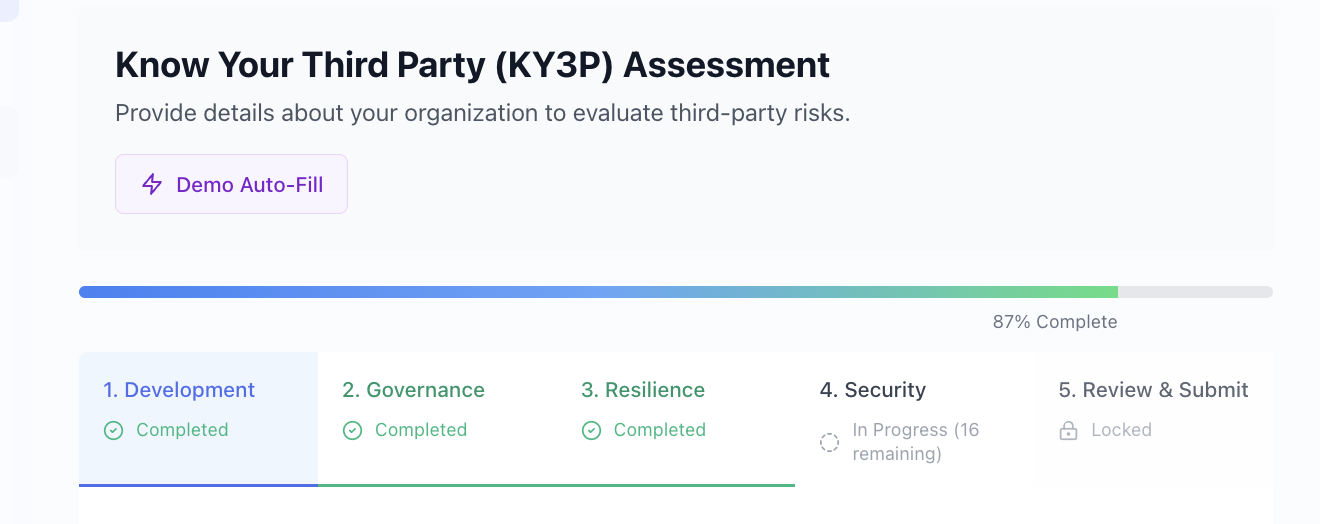 Know Your Third Party (KY3P) Assessment
Provide details about your organization to evaluate third-party risks.
Demo Auto-Fill
87% Complete
1. Development
Completed
2. Governance
Completed
3. Resilience
Completed
4. Security
In Progress (16
remaining)
5. Review & Submit
Locked